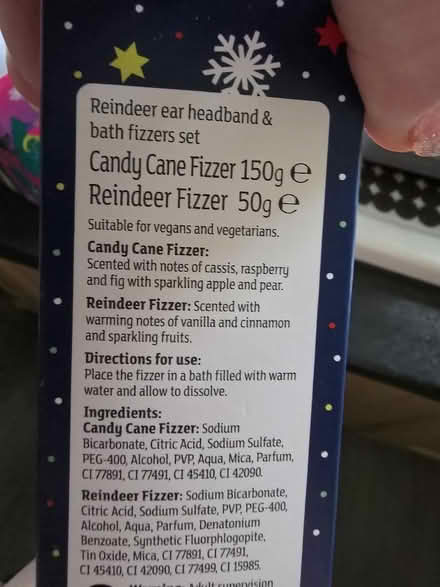 Reindeer ear headband &
bath fizzers set
Candy Cane Fizzer 150g ℮
Reindeer Fizzer 50g ℮
Suitable for vegans and vegetarians.
Candy Cane Fizzer:
Scented with notes of cassis, raspberry
and fig with sparkling apple and pear.
Reindeer Fizzer: Scented with
warming notes of vanilla and cinnamon
and sparkling fruits.
Directions for use:
Place the fizzer in a bath filled with warm
water and allow to dissolve.
Ingredients:
Candy Cane Fizzer: Sodium
Bicarbonate, Citric Acid, Sodium Sulfate,
PEG-400, Alcohol, PVP, Aqua, Mica, Parfum,
CI 77891, CI 77491, CI 45410, CI 42090.
Reindeer Fizzer: Sodium Bicarbonate,
Citric Acid, Sodium Sulfate, PVP, PEG-400,
Alcohol, Aqua, Parfum, Denatonium
Benzoate, Synthetic Fluorphlogopite,
Tin Oxide, Mica, CI 77891, CI 77491,
CI 45410, CI 42090, CI 77499, CI 15985.
Warning: Adult supervision